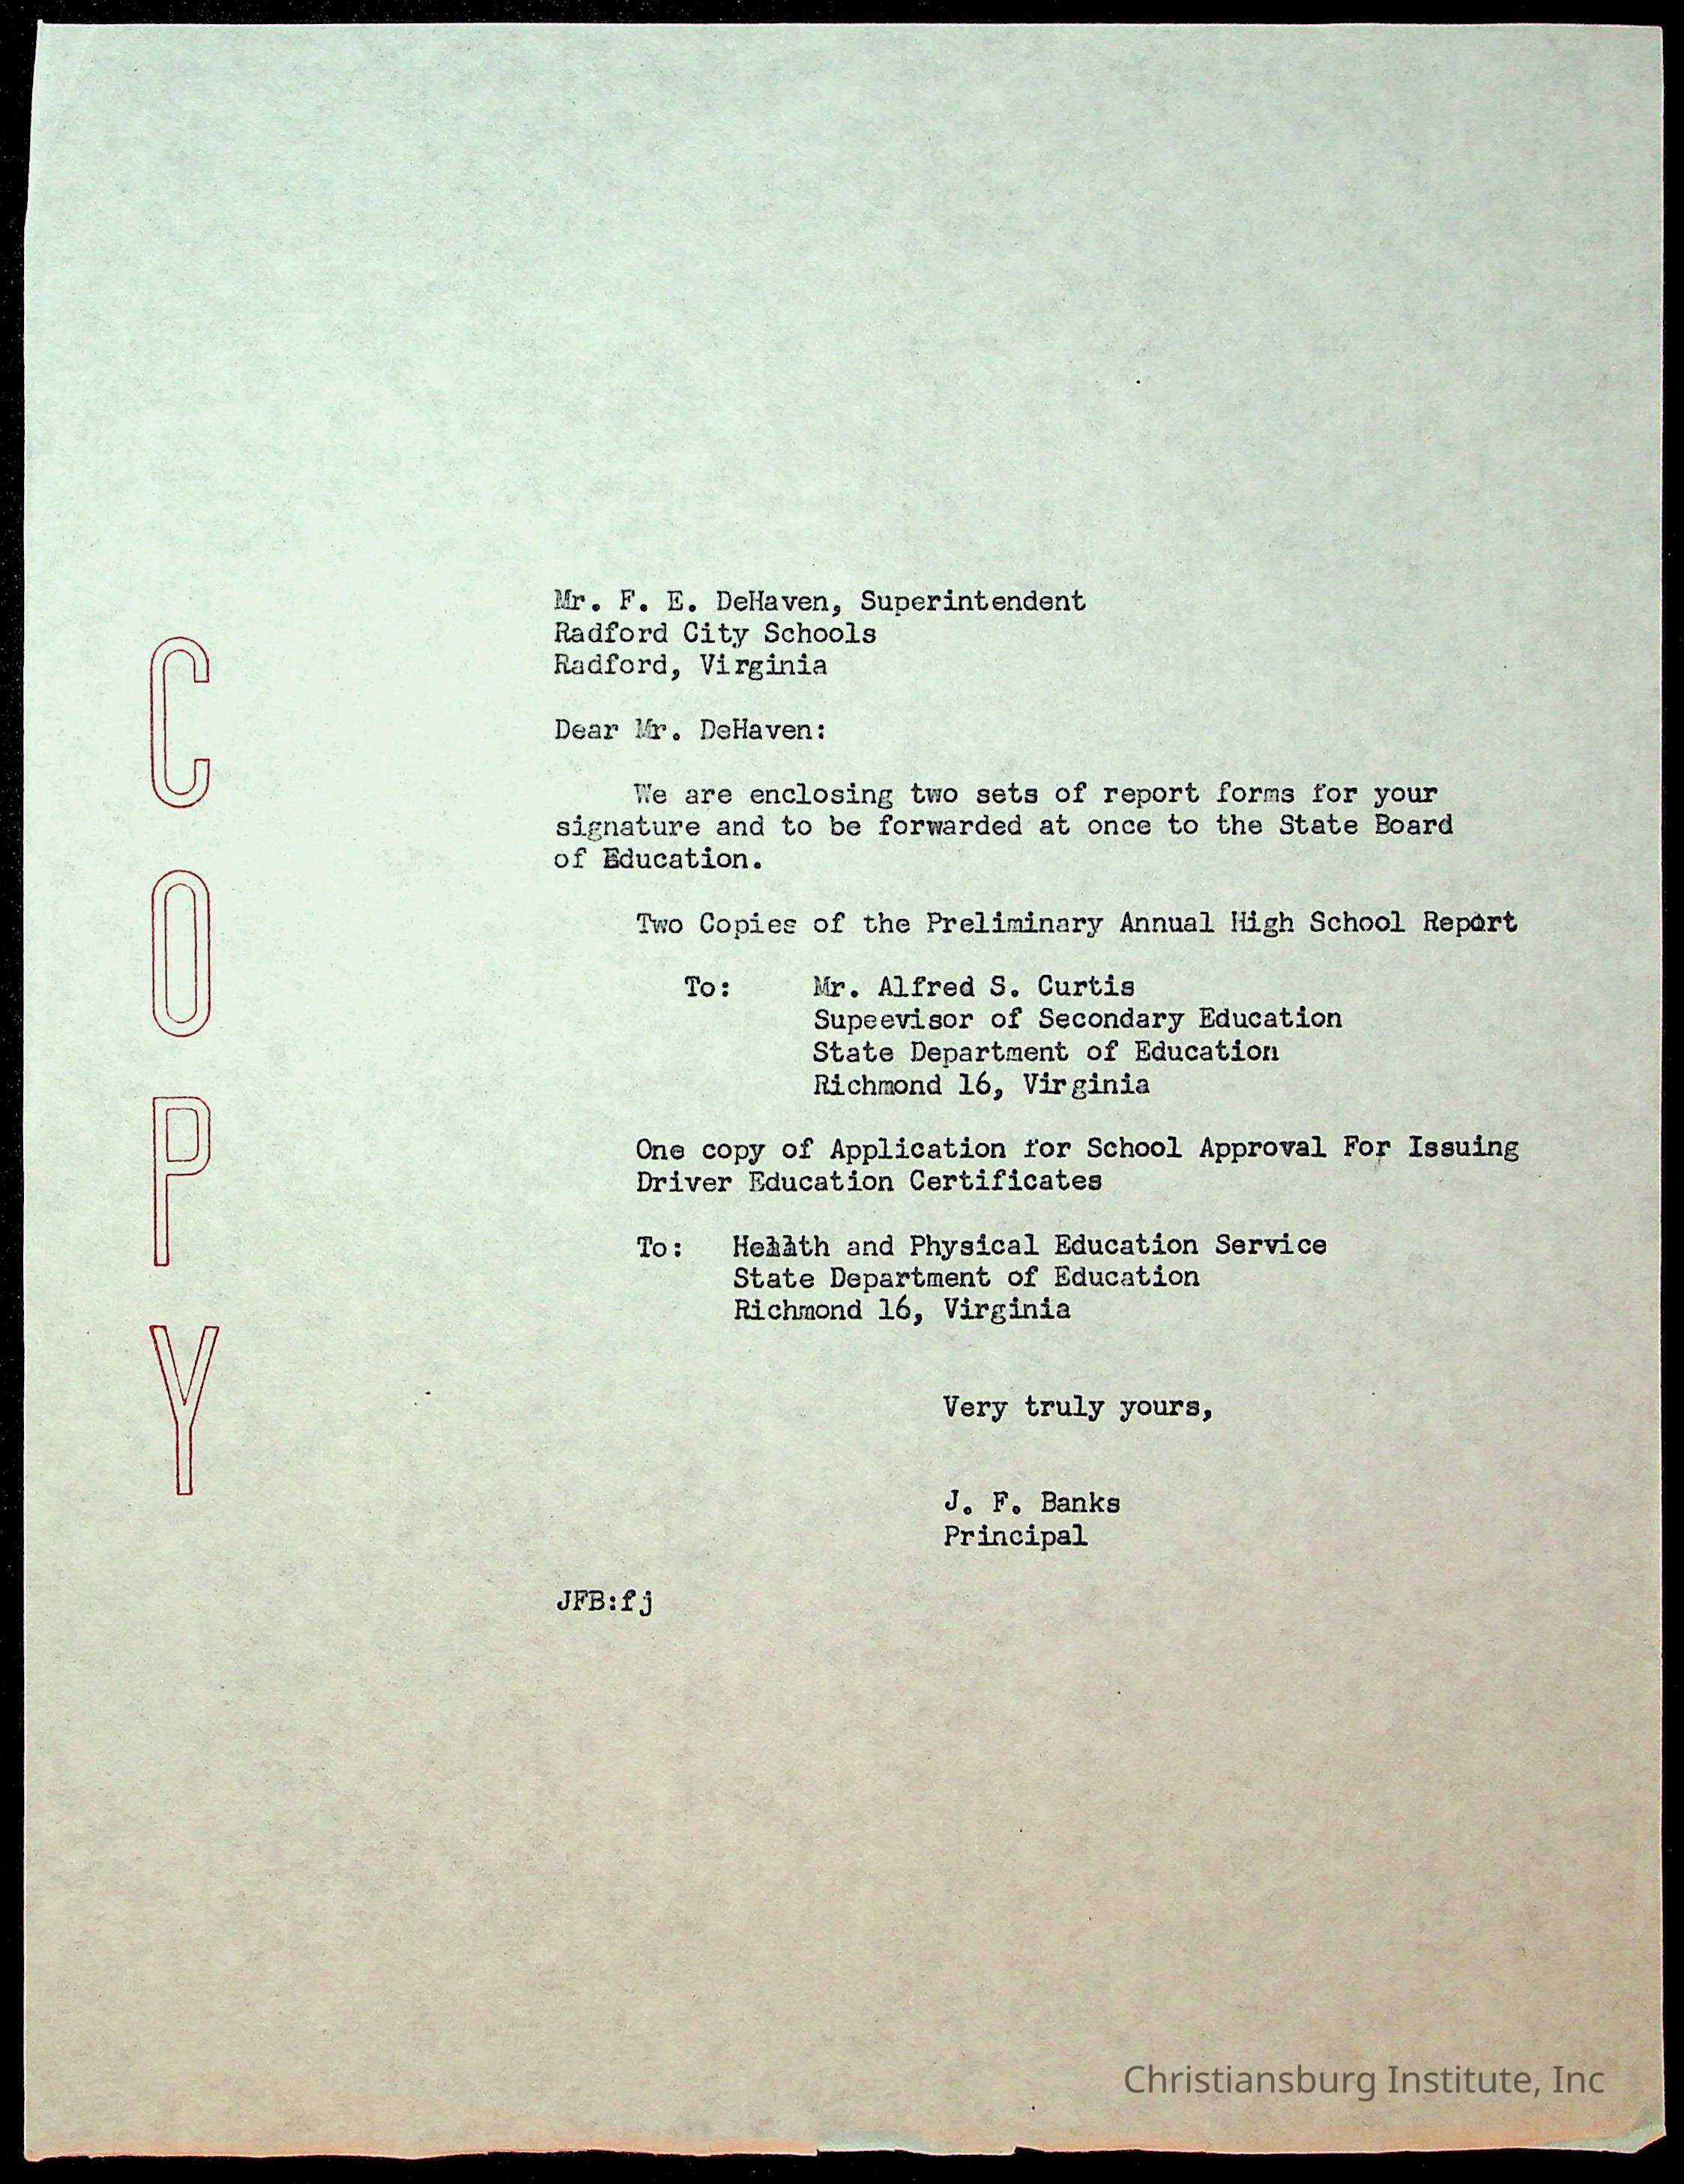 Mr. F. E. DeHaven, Superintendent
Radford City Schools
Radford, Virginia
Dear Mr. DeHaven:
We are enclosing two sets of report forms for your
signature and to be forwarded at once to the State Board
of Education.
Two Copies of the Preliminary Annual High School Report
To: Mr. Alfred S. Curtis
Supeevisor of Secondary Education
State Department of Education
Richmond 16, Virginia
One copy of Application for School Approval For Issuing
Driver Education Certificates
To: Health and Physical Education Service
State Department of Education
Richmond 16, Virginia
Very truly yours,
J. F. Banks
Principal
JFB:fj
COPY
Christiansburg Institute, Inc